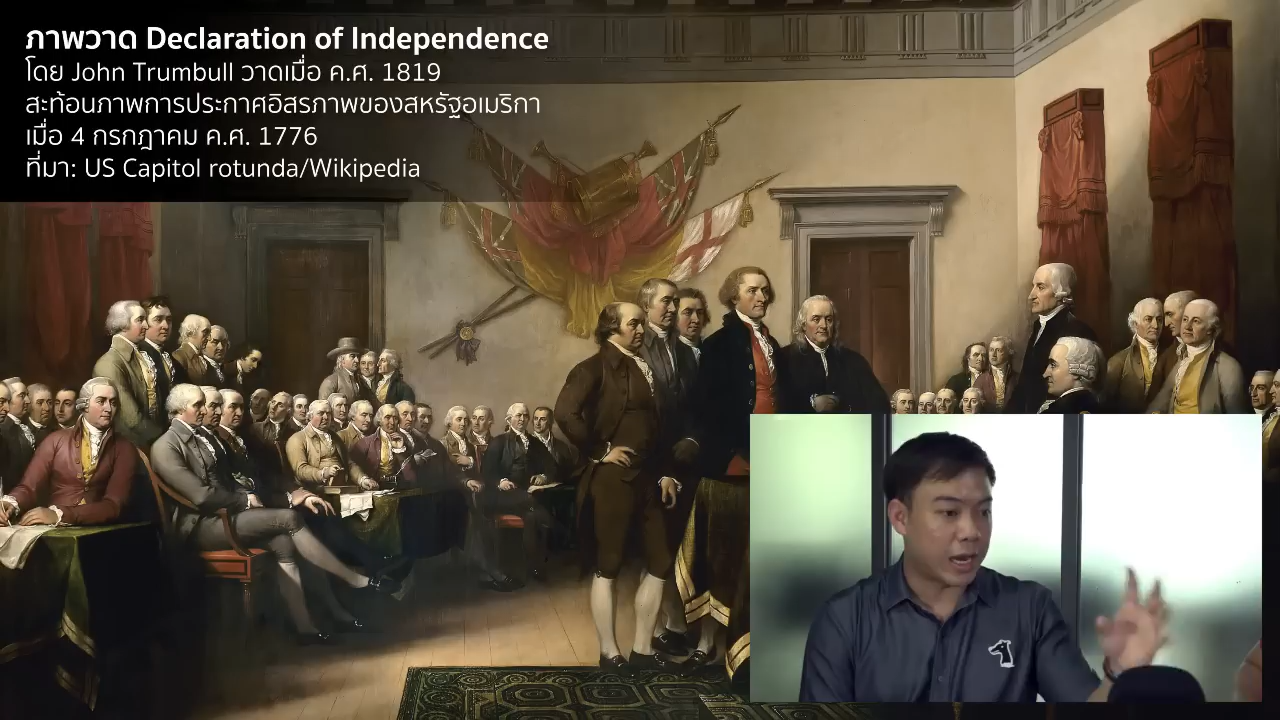 ภาพวาด Declaration of Independence
โดย John Trumbull วาดเมื่อ ค.ศ. 1819
สะท้อนภาพการประกาศอิสรภาพของสหรัฐอเมริกา
เมื่อ 4 กรกฎาคม ค.ศ. 1776
ที่มา: US Capitol rotunda/Wikipedia